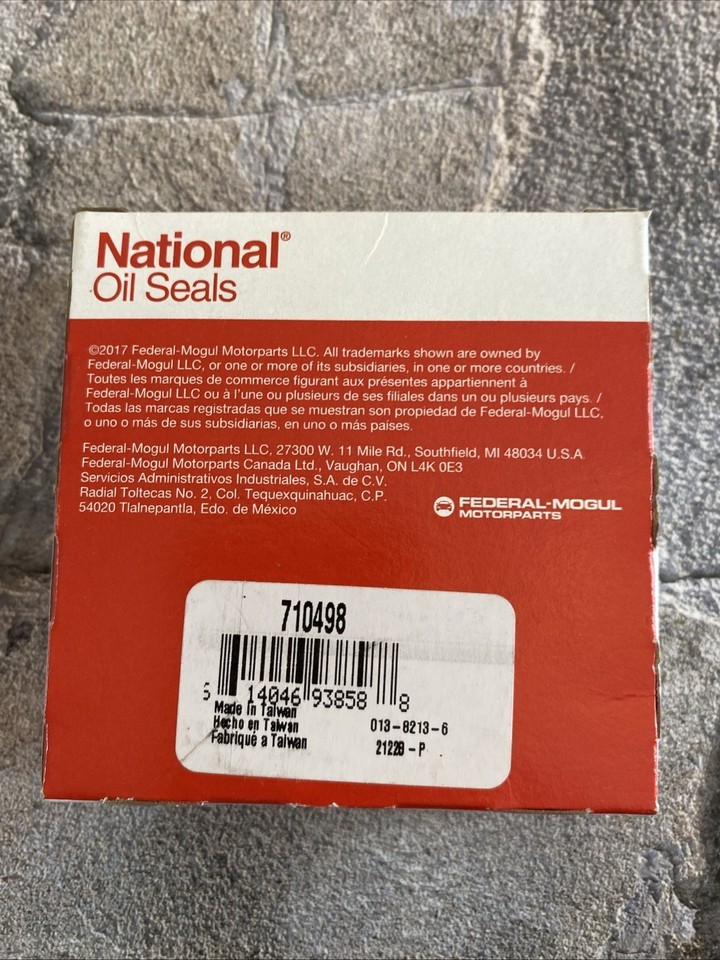 National®
Oil Seals
©2017 Federal-Mogul Motorparts LLC. All trademarks shown are owned by
Federal-Mogul LLC, or one or more of its subsidiaries, in one or more countries. /
Toutes les marques de commerce figurant aux présentes appartiennent à
Federal-Mogul LLC ou à l'une ou plusieurs de ses filiales dans un ou plusieurs pays. /
Todas las marcas registradas que se muestran son propiedad de Federal-Mogul LLC,
o uno o más de sus subsidiarias, en uno o más países.
Federal-Mogul Motorparts LLC, 27300 W. 11 Mile Rd., Southfield, MI 48034 U.S.A.
Federal-Mogul Motorparts Canada Ltd., Vaughan, ON L4K 0E3
Servicios Administrativos Industriales, S.A. de C.V.
Radial Toltecas No. 2, Col. Tequexquinahuac, C.P.
54020 Tlalnepantla, Edo. de México
FEDERAL-MOGUL
MOTORPARTS
710498
14046 93858 8
Made in Taiwan
Hecho en Taiwan
Fabriqué a Taiwan
013-8213-6
2122B-P